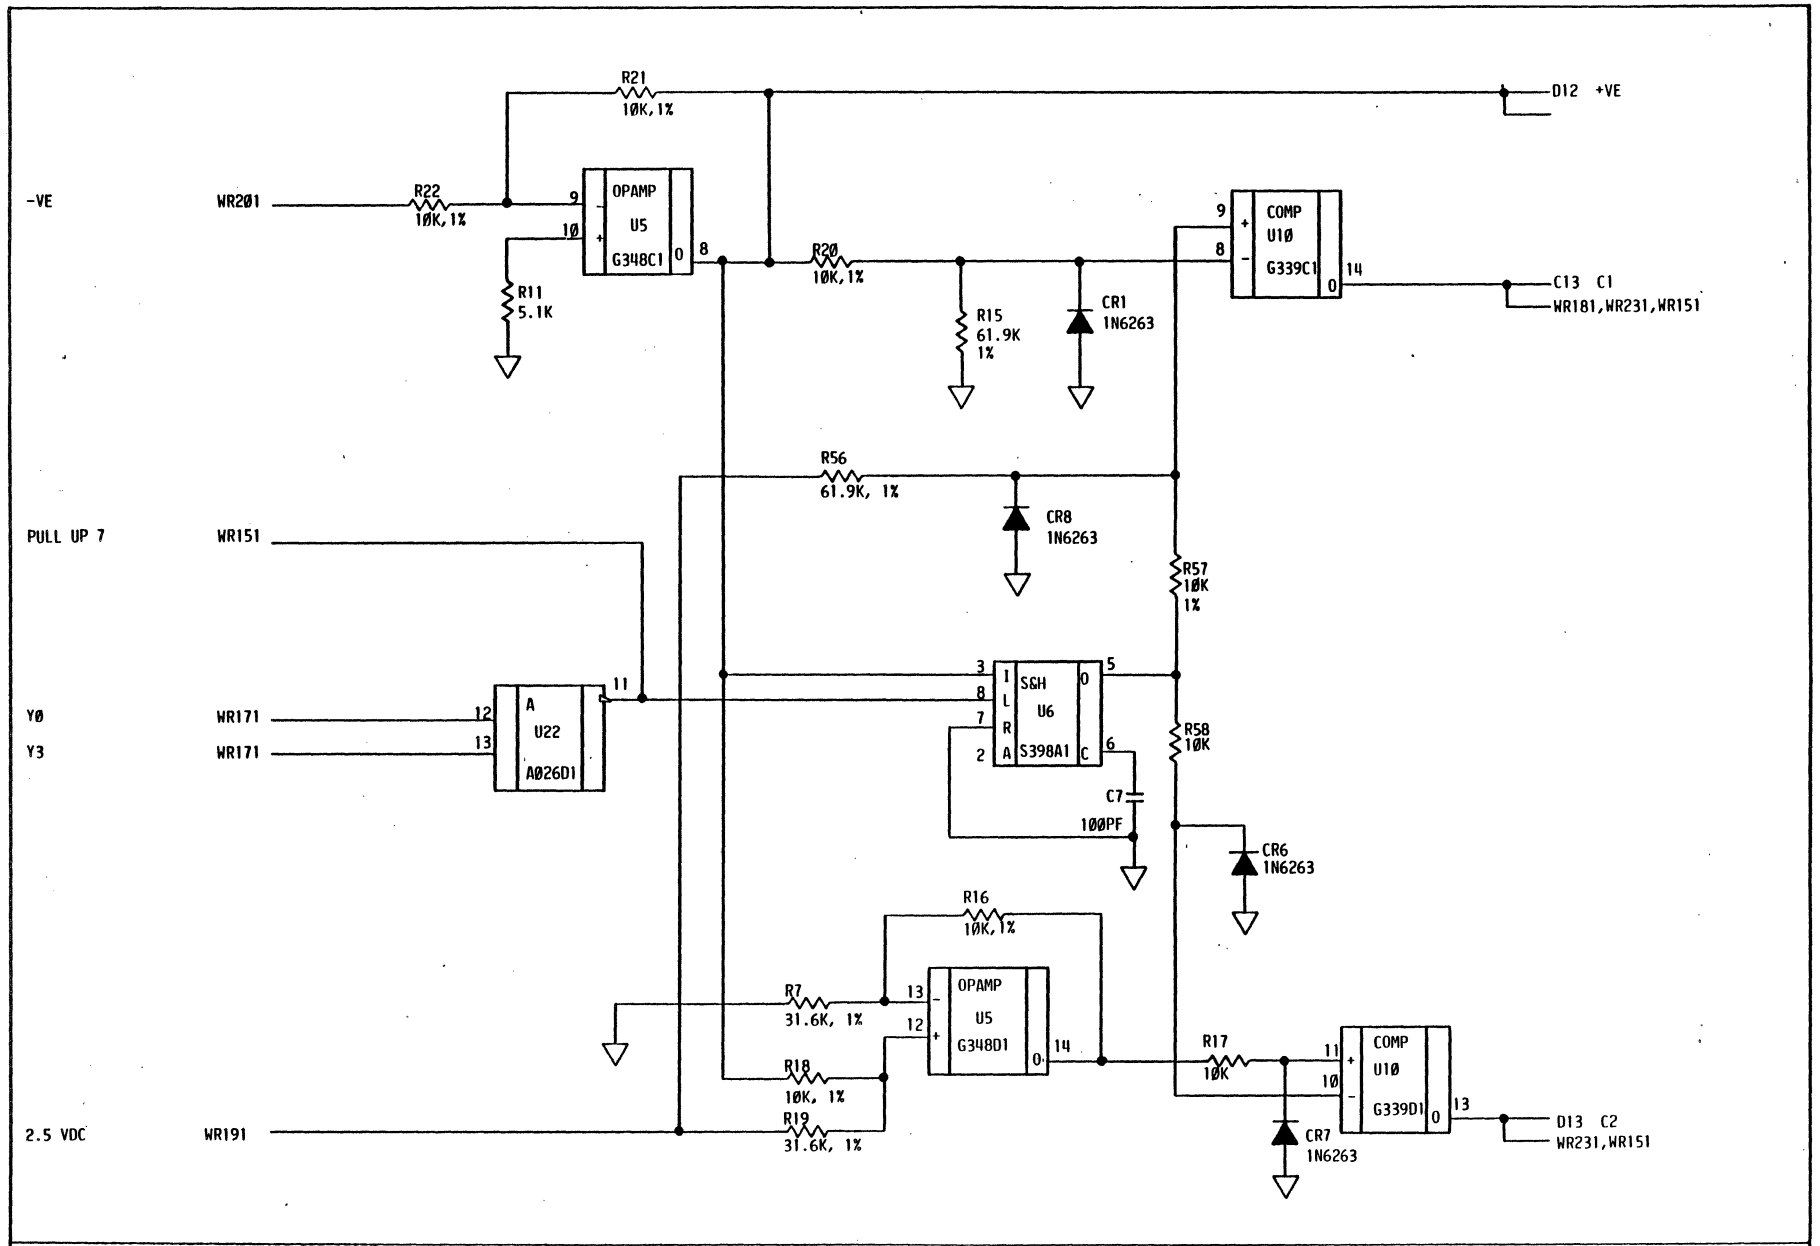 R21
10K,1%
D12 +VE
-VE WR201
R22
10K,1%
9 - OPAMP
10 + U5
G348C1 O 8
R11
5.1K
R20
10K,1%
R15
61.9K
1%
CR1
1N6263
9 + COMP
8 - U10
G339C1 O 14
C13 C1
WR181,WR231,WR151
R56
61.9K, 1%
CR8
1N6263
PULL UP 7 WR151
R57
10K
1%
3 I S&H O 5
8 L U6
7 R
2 A S398A1 C 6
11
A
U22
A026D1
Y0 WR171 12
Y3 WR171 13
R58
10K
C7
100PF
CR6
1N6263
R16
10K,1%
R7
31.6K, 1%
13 - OPAMP
12 + U5
G348D1 O 14
R18
10K, 1%
R19
31.6K, 1%
2.5 VDC WR191
R17
10K
CR7
1N6263
11 + COMP
10 - U10
G339D1 O 13
D13 C2
WR231,WR151